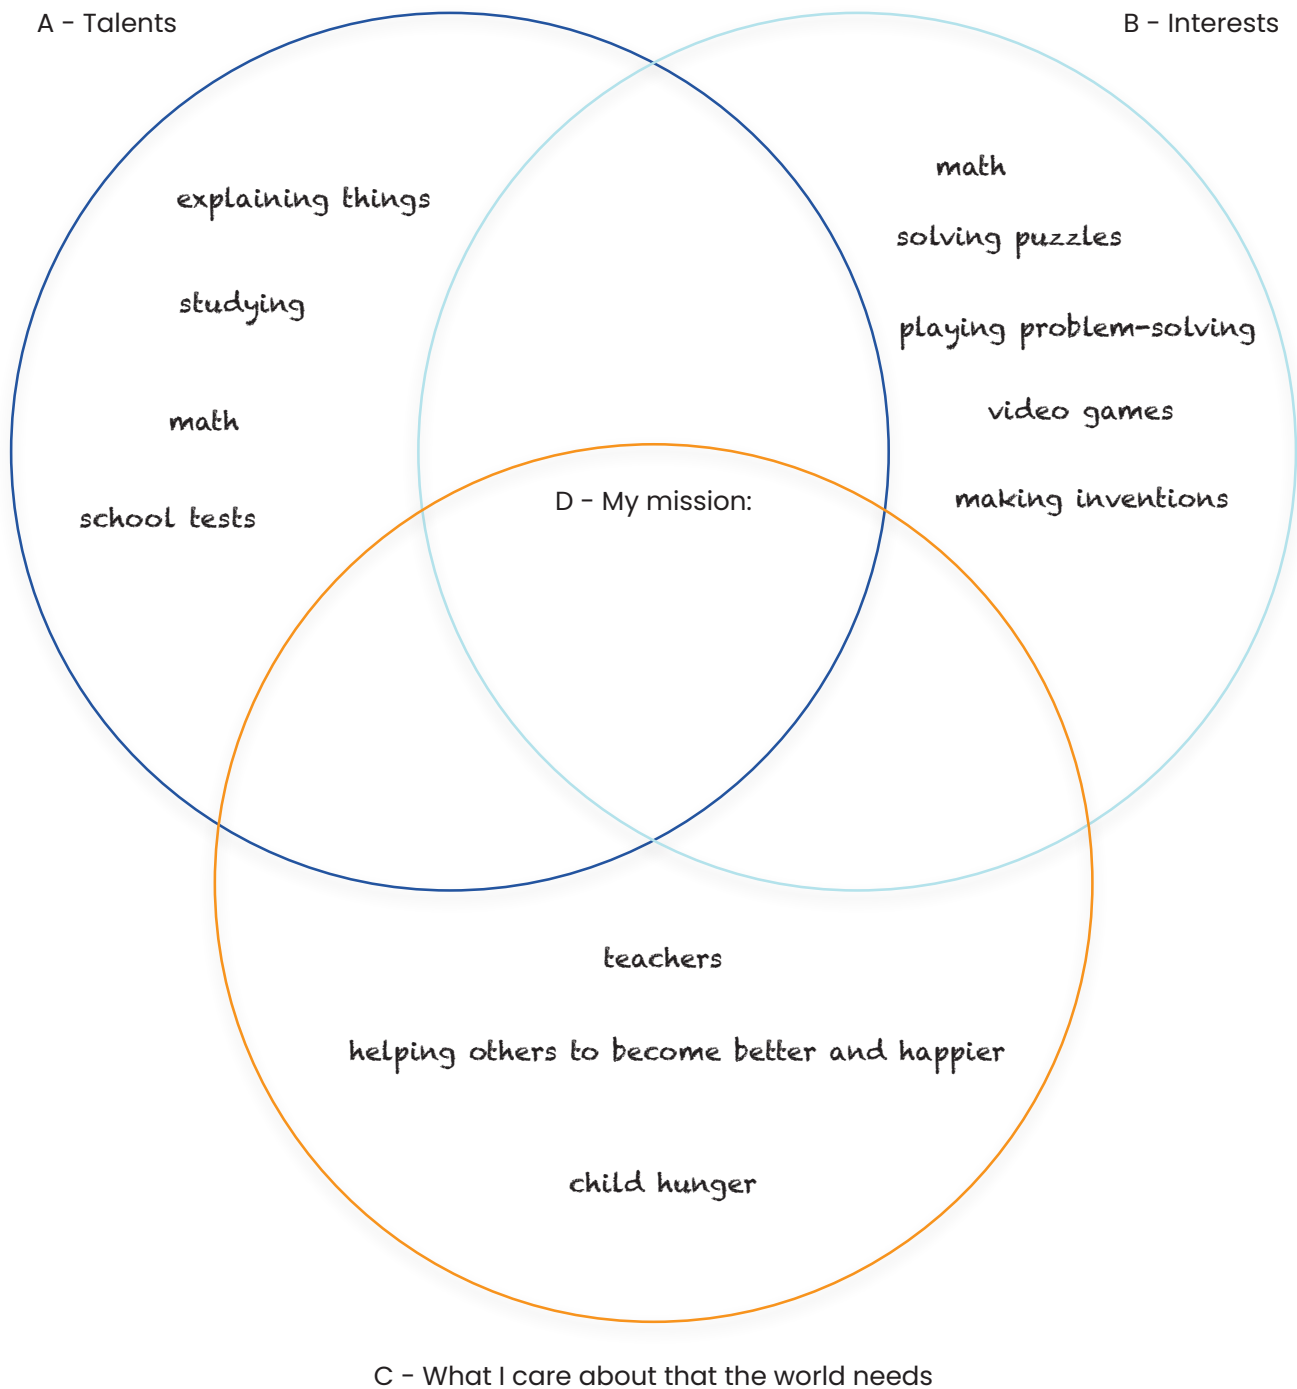 A - Talents
B - Interests
explaining things
studying
math
school tests
math
solving puzzles
playing problem-solving
video games
making inventions
D - My mission:
teachers
helping others to become better and happier
child hunger
C - What I care about that the world needs